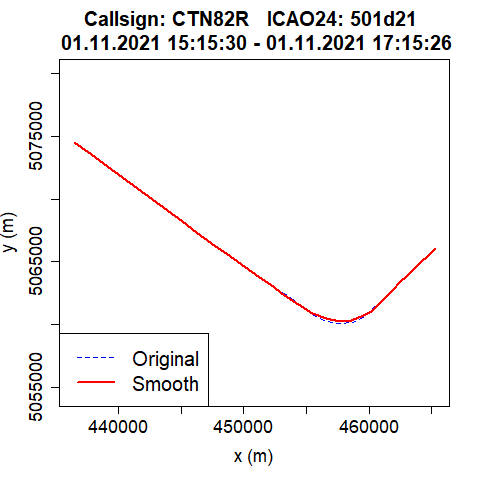 Callsign: CTN82R   ICAO24: 501d21
01.11.2021 15:15:30 - 01.11.2021 17:15:26
5075000
5065000
5055000
y (m)
Original
Smooth
440000 450000 460000
x (m)